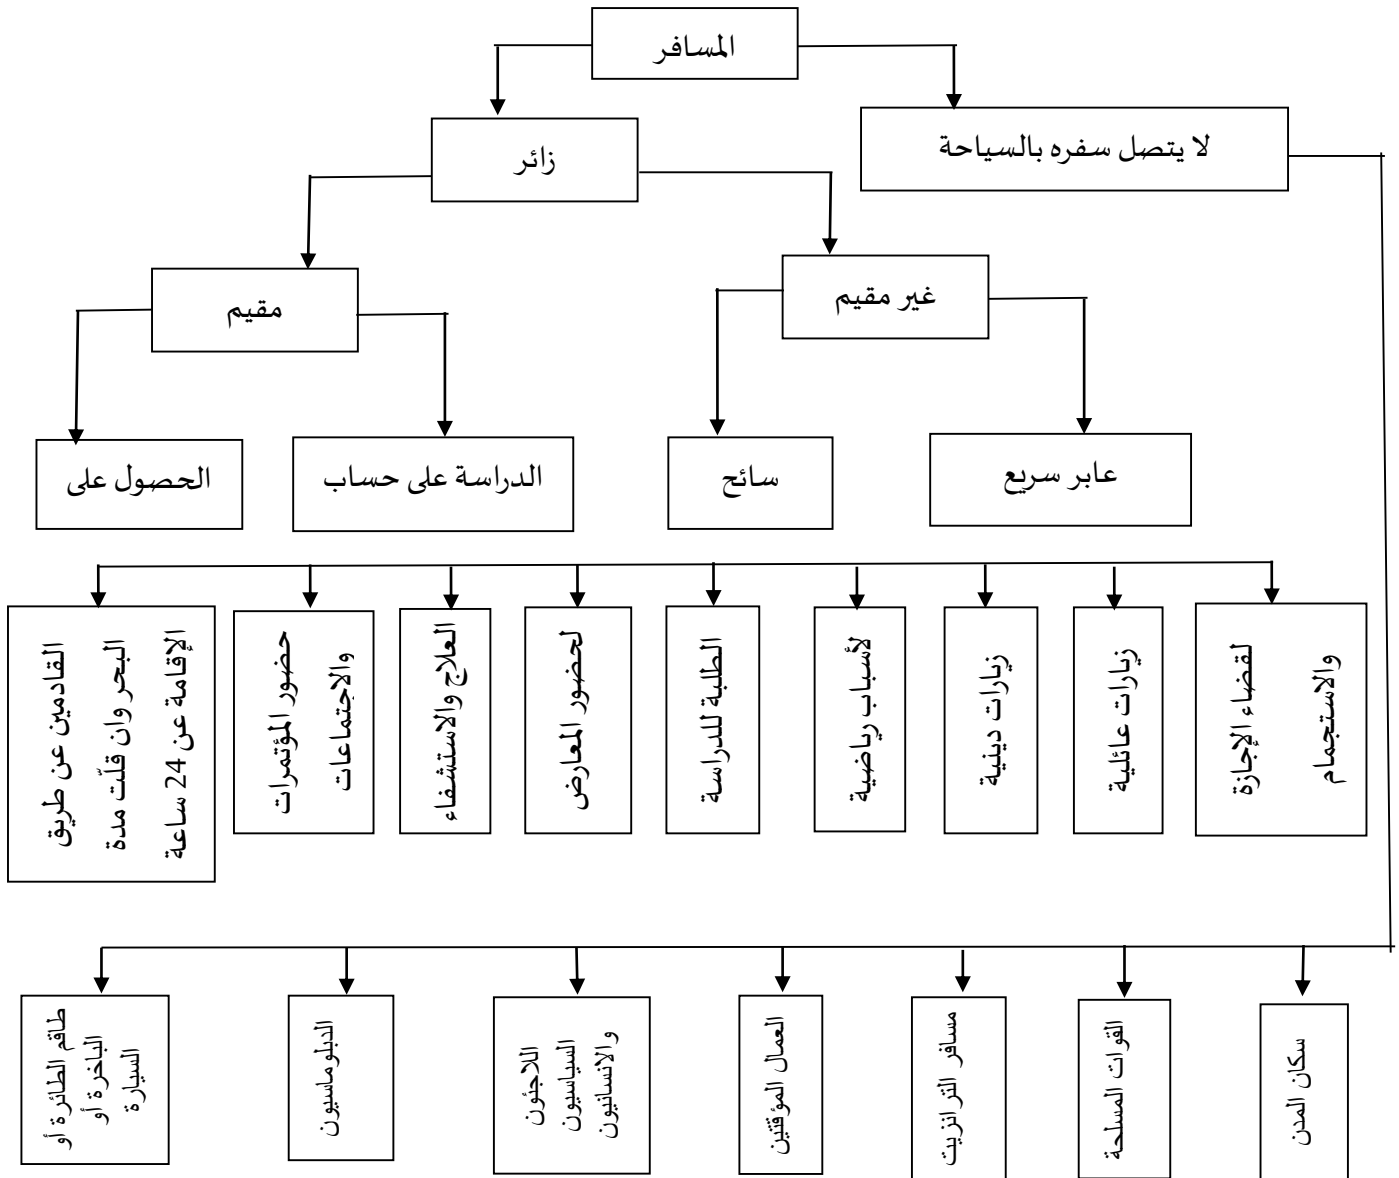 المسافر
لا يتصل سفره بالسياحة
زائر
غير مقيم
مقيم
عابر سريع
سائح
الدراسة على حساب
الحصول على
لقضاء الإجازة
والاستجمام
زيارات عائلية
زيارات دينية
لأسباب رياضية
الطلبة للدراسة
لحضور المعارض
العلاج والاستشفاء
حضور المؤتمرات
والاجتماعات
القادمين عن طريق
البحر وان قلّت مدة
الإقامة عن 24 ساعة
سكان المدن
القوات المسلحة
مسافر الترانزيت
العمال المؤقتين
اللاجئون
السياسيون
والانسانيون
الدبلوماسيون
طاقم الطائرة أو
الباخرة أو
السيارة